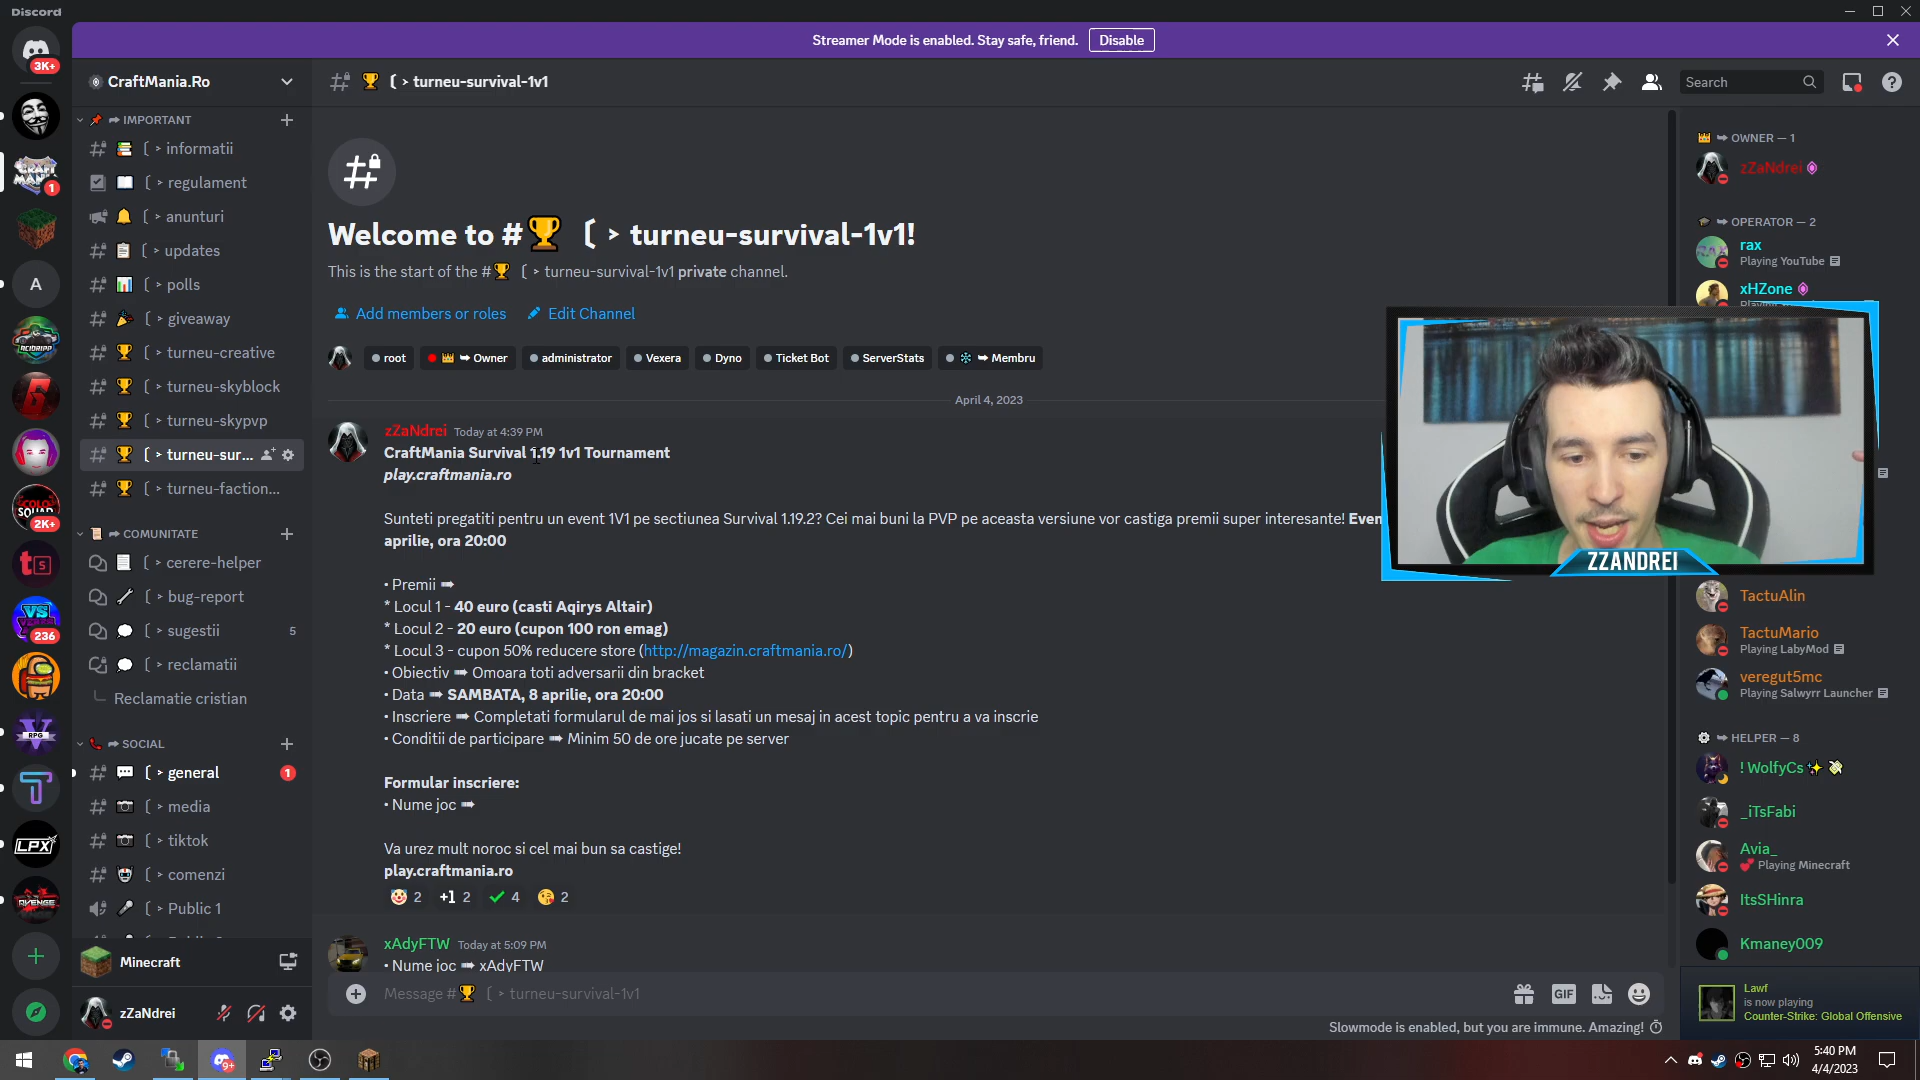 Discord
Streamer Mode is enabled. Stay safe, friend. Disable
3K+
CraftMania.Ro
turneu-survival-1v1
Search
IMPORTANT
informatii
regulament
anunturi
updates
polls
giveaway
turneu-creative
turneu-skyblock
turneu-skypvp
turneu-sur...
turneu-faction...
COMUNITATE
cerere-helper
bug-report
sugestii 5
reclamatii
Reclamatie cristian
SOCIAL
general 1
media
tiktok
comenzi
Public 1
Minecraft
zZaNdrei
1
A
2K+
236
VS
RPG
LPX
AVENGE
Welcome to # turneu-survival-1v1!
This is the start of the # turneu-survival-1v1 private channel.
Add members or roles Edit Channel
root Owner administrator Vexera Dyno Ticket Bot ServerStats Membru
April 4, 2023
zZaNdrei Today at 4:39 PM
CraftMania Survival 1.19 1v1 Tournament
play.craftmania.ro
Sunteti pregatiti pentru un event 1V1 pe sectiunea Survival 1.19.2? Cei mai buni la PVP pe aceasta versiune vor castiga premii super interesante! Even
aprilie, ora 20:00
• Premii ➠
* Locul 1 - 40 euro (casti Aqirys Altair)
* Locul 2 - 20 euro (cupon 100 ron emag)
* Locul 3 - cupon 50% reducere store (http://magazin.craftmania.ro/)
• Obiectiv ➠ Omoara toti adversarii din bracket
• Data ➠ SAMBATA, 8 aprilie, ora 20:00
• Inscriere ➠ Completati formularul de mai jos si lasati un mesaj in acest topic pentru a va inscrie
• Conditii de participare ➠ Minim 50 de ore jucate pe server
Formular inscriere:
• Nume joc ➠
Va urez mult noroc si cel mai bun sa castige!
play.craftmania.ro
2 +1 2 4 2
xAdyFTW Today at 5:09 PM
• Nume joc ➠ xAdyFTW
Message # turneu-survival-1v1
GIF
Slowmode is enabled, but you are immune. Amazing!
OWNER — 1
zZaNdrei
OPERATOR — 2
rax
Playing YouTube
xHZone
ZZANDREI
TactuAlin
TactuMario
Playing LabyMod
veregut5mc
Playing Salwyrr Launcher
HELPER — 8
! WolfyCs
_iTsFabi
Avia_
Playing Minecraft
ItsSHinra
Kmaney009
Lawf
is now playing
Counter-Strike: Global Offensive
9+
5:40 PM
4/4/2023